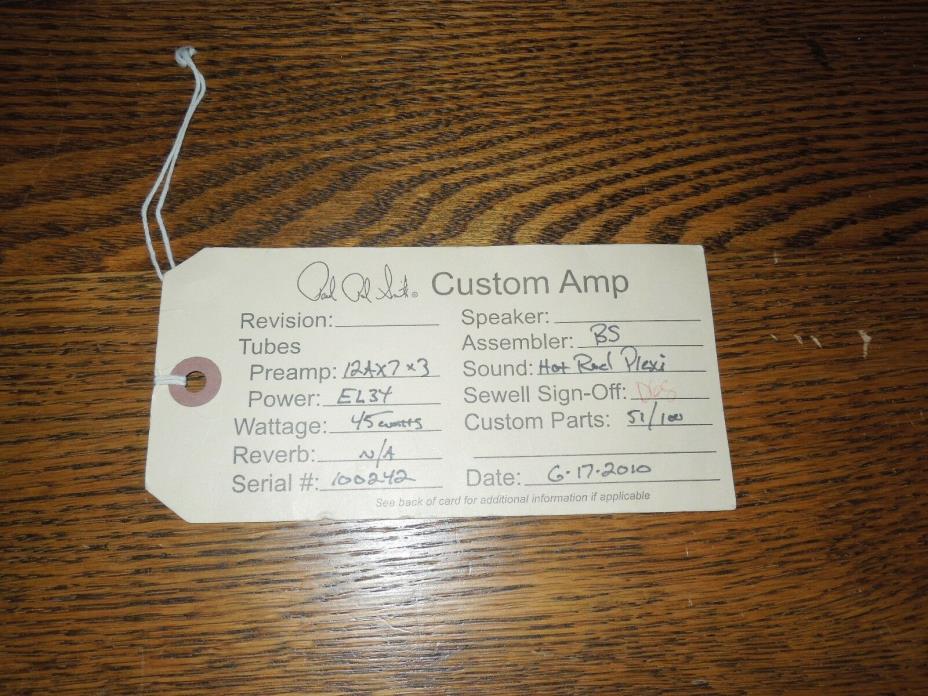 Paul Reed Smith® Custom Amp
Revision:
Tubes
Preamp: 12AX7 x 3
Power: EL34
Wattage: 45 watts
Reverb: N/A
Serial #: 100242
Speaker:
Assembler: BS
Sound: Hot Rod Plexi
Sewell Sign-Off: DGS
Custom Parts: 51/100
Date: 6-17-2010
See back of card for additional information if applicable